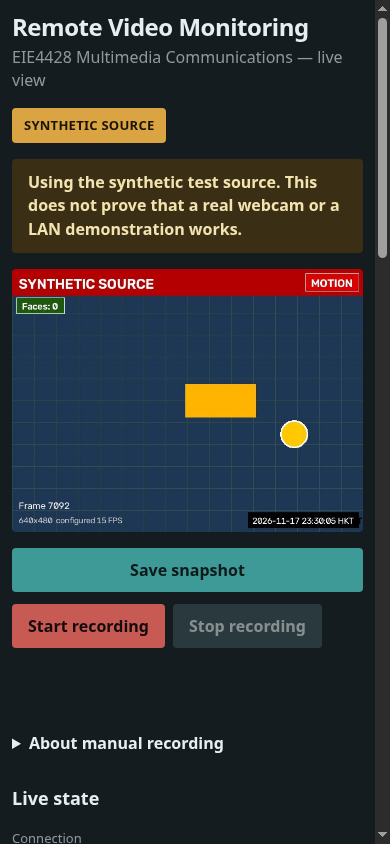 Remote Video Monitoring
EIE4428 Multimedia Communications — live
view
SYNTHETIC SOURCE
Using the synthetic test source. This
does not prove that a real webcam or a
LAN demonstration works.
SYNTHETIC SOURCE
MOTION
Faces: 0
Frame 7092
640x480 configured 15 FPS
2026-11-17 23:30:05 HKT
Save snapshot
Start recording
Stop recording
About manual recording
Live state
Connection